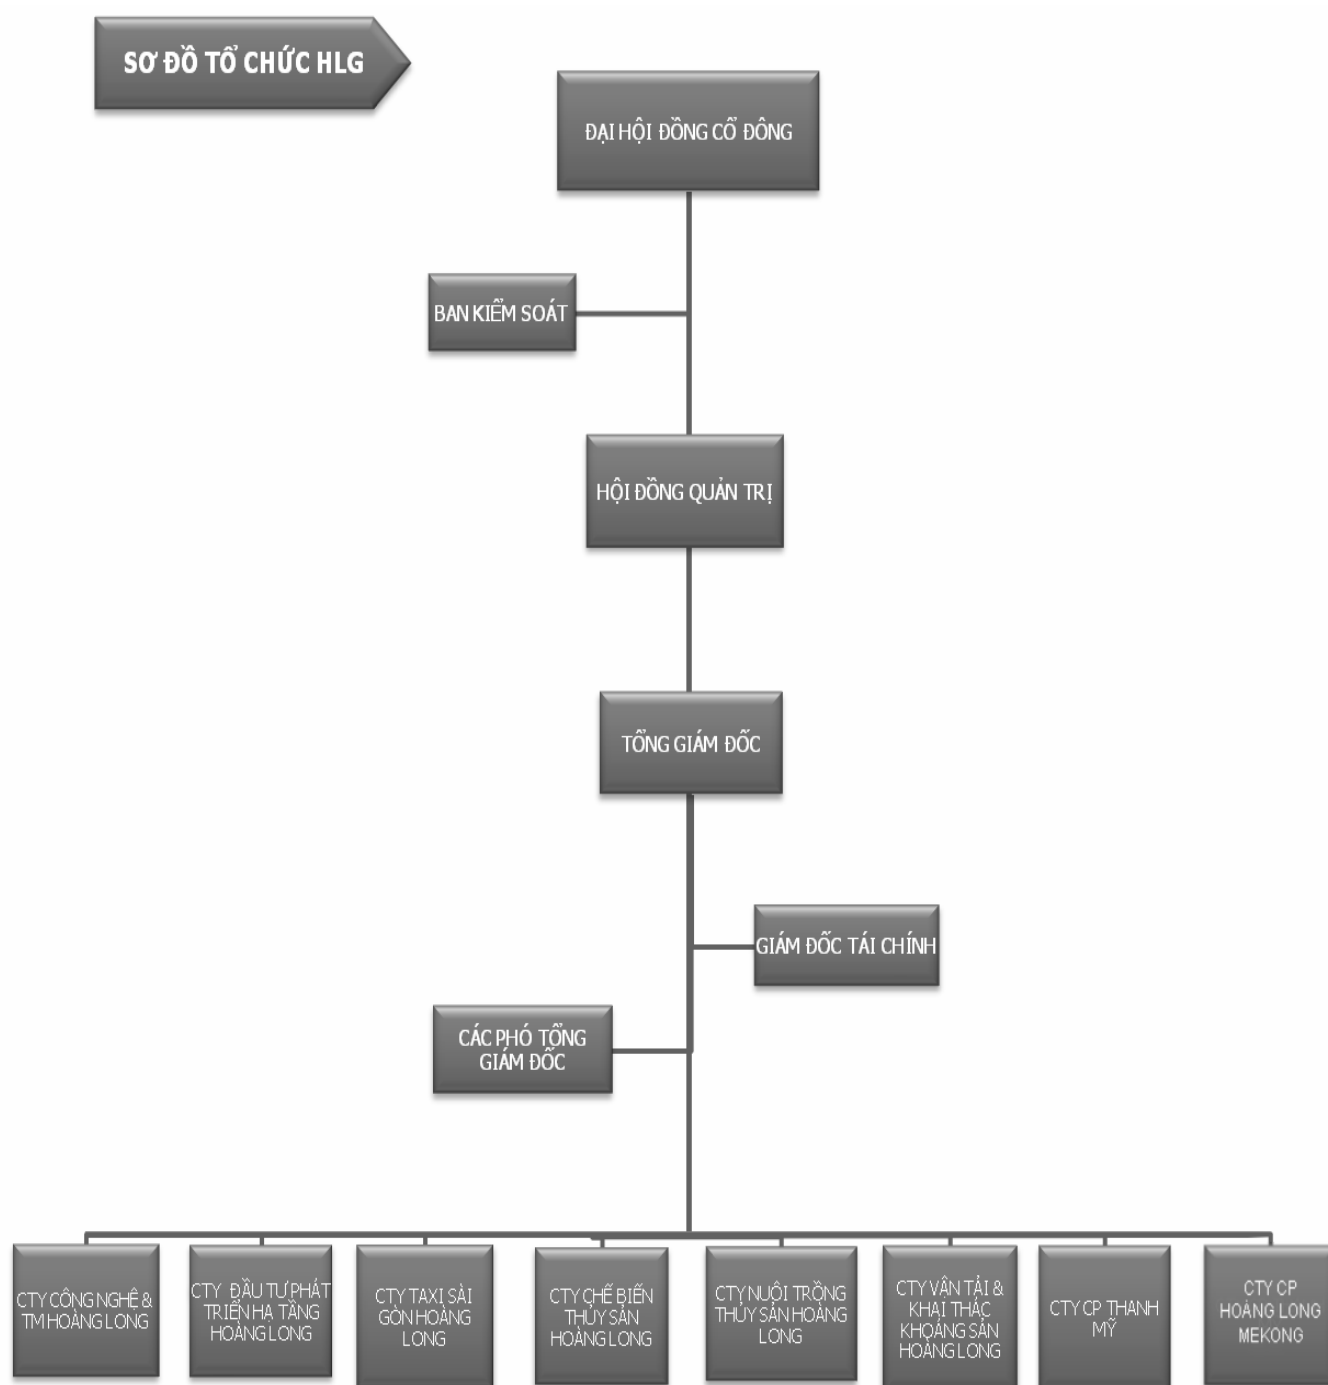 SƠ ĐỒ TỔ CHỨC HLG
ĐẠI HỘI ĐỒNG CỔ ĐÔNG
BAN KIỂM SOÁT
HỘI ĐỒNG QUẢN TRỊ
TỔNG GIÁM ĐỐC
GIÁM ĐỐC TÁI CHÍNH
CÁC PHÓ TỔNG
GIÁM ĐỐC
CTY CÔNG NGHỆ &
TM HOÀNG LONG
CTY ĐẦU TƯ PHÁT
TRIỂN HẠ TẦNG
HOÀNG LONG
CTY TAXI SÀI
GÒN HOÀNG
LONG
CTY CHẾ BIẾN
THỦY SẢN
HOÀNG LONG
CTY NUÔI TRỒNG
THỦY SẢN HOÀNG
LONG
CTY VẬN TẢI &
KHAI THÁC
KHOÁNG SẢN
HOÀNG LONG
CTY CP THANH
MỸ
CTY CP
HOÀNG LONG
MEKONG